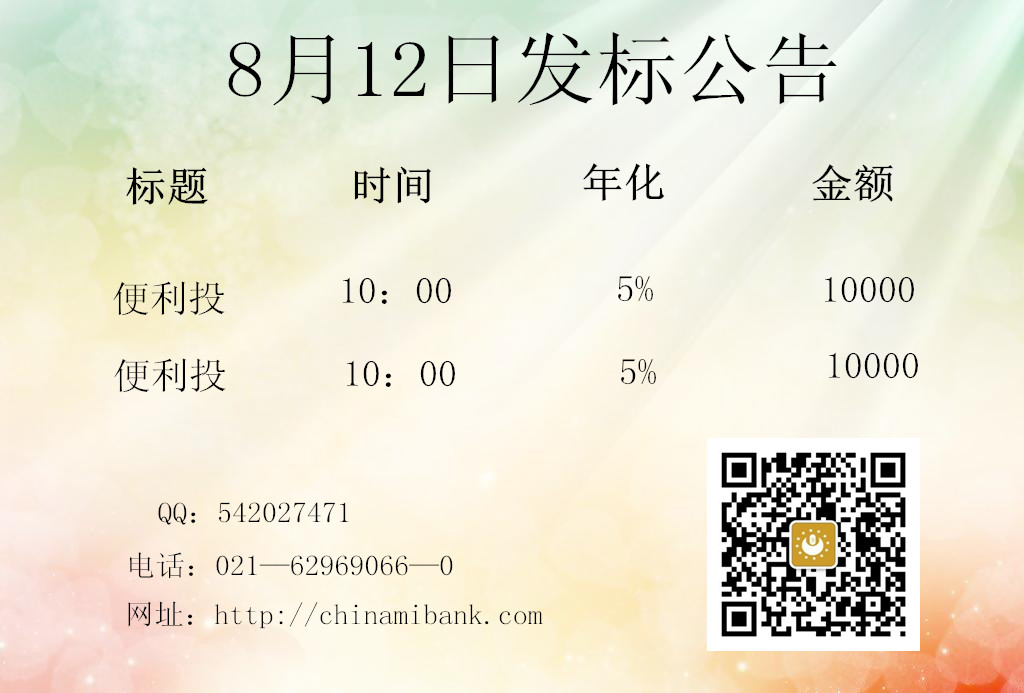 8月12日发标公告
标题 时间 年化 金额
便利投 10：00 5% 10000
便利投 10：00 5% 10000
QQ：542027471
电话：021—62969066—0
网址：http://chinamibank.com